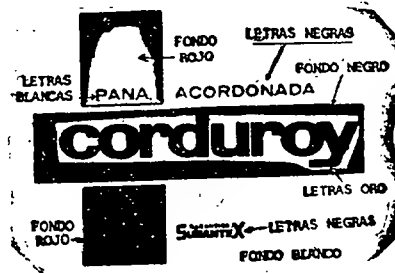 FONDO
ROJO
LETRAS NEGRAS
FONDO NEGRO
LETRAS
BLANCAS
PANA ACORDONADA
corduroy
LETRAS ORO
FONDO
ROJO
SURANTEX
LETRAS NEGRAS
FONDO BLANCO